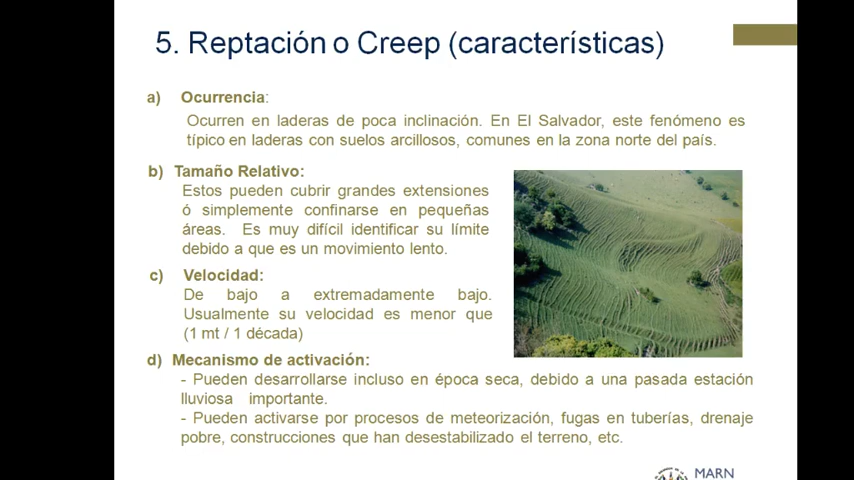 5. Reptación o Creep (características)
a) Ocurrencia:
Ocurren en laderas de poca inclinación. En El Salvador, este fenómeno es
típico en laderas con suelos arcillosos, comunes en la zona norte del país.
b) Tamaño Relativo:
Estos pueden cubrir grandes extensiones
ó simplemente confinarse en pequeñas
áreas. Es muy difícil identificar su límite
debido a que es un movimiento lento.
c) Velocidad:
De bajo a extremadamente bajo.
Usualmente su velocidad es menor que
(1 mt / 1 década)
d) Mecanismo de activación:
- Pueden desarrollarse incluso en época seca, debido a una pasada estación
lluviosa importante.
- Pueden activarse por procesos de meteorización, fugas en tuberías, drenaje
pobre, construcciones que han desestabilizado el terreno, etc.
MARN